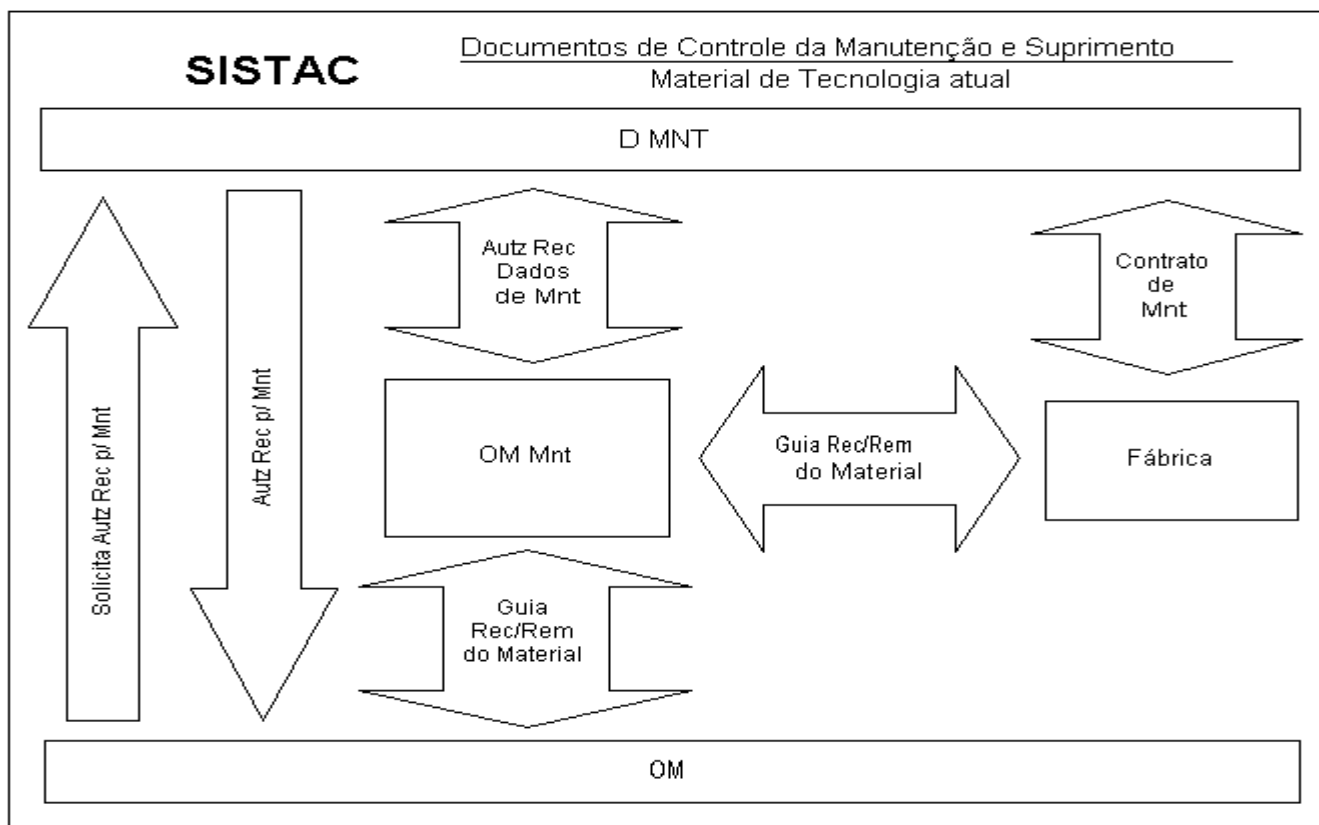 SISTAC
Documentos de Controle da Manutenção e Suprimento
Material de Tecnologia atual
D MNT
Solicita Autz Rec p/ Mnt
Autz Rec p/ Mnt
Autz Rec
Dados
de Mnt
Contrato
de
Mnt
OM Mnt
Guia Rec/Rem
do Material
Fábrica
Guia
Rec/Rem
do Material
OM